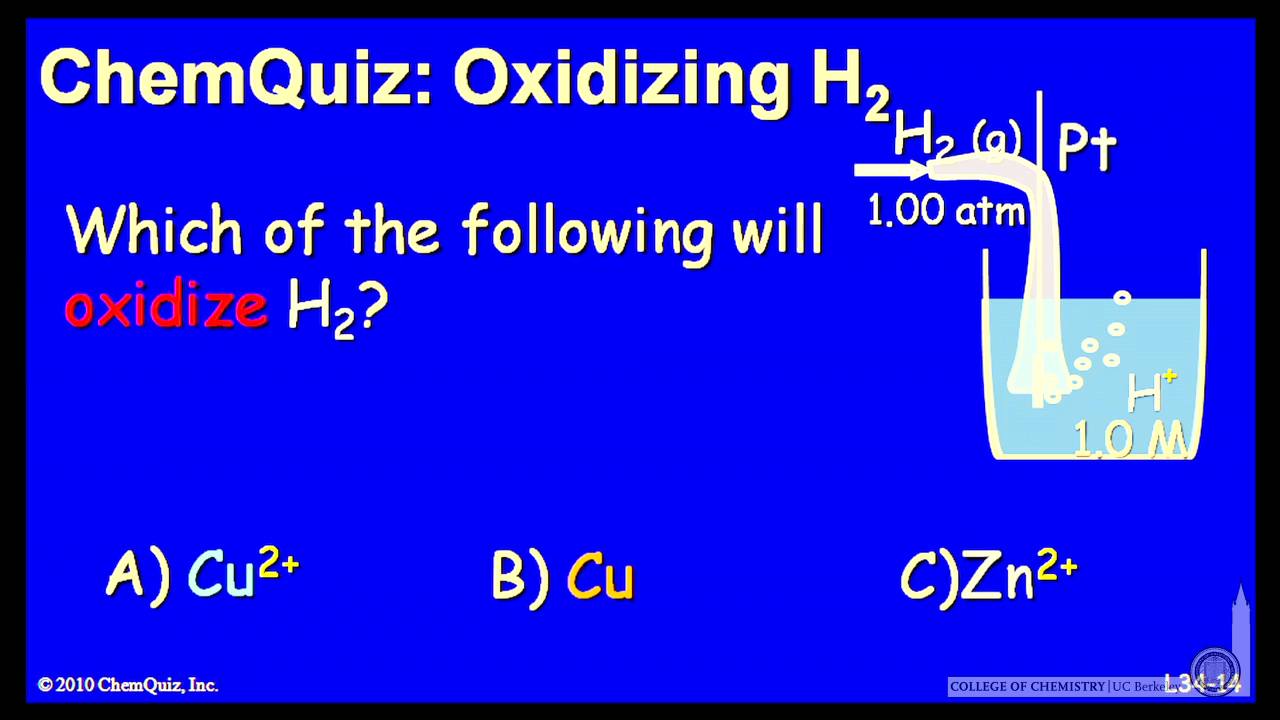 ChemQuiz: Oxidizing H₂
H₂ (g) Pt
1.00 atm
Which of the following will
oxidize H₂?
H⁺
1.0 M
A) Cu²⁺ B) Cu C)Zn²⁺
© 2010 ChemQuiz, Inc.
COLLEGE OF CHEMISTRY | UC Berkeley
L34-14